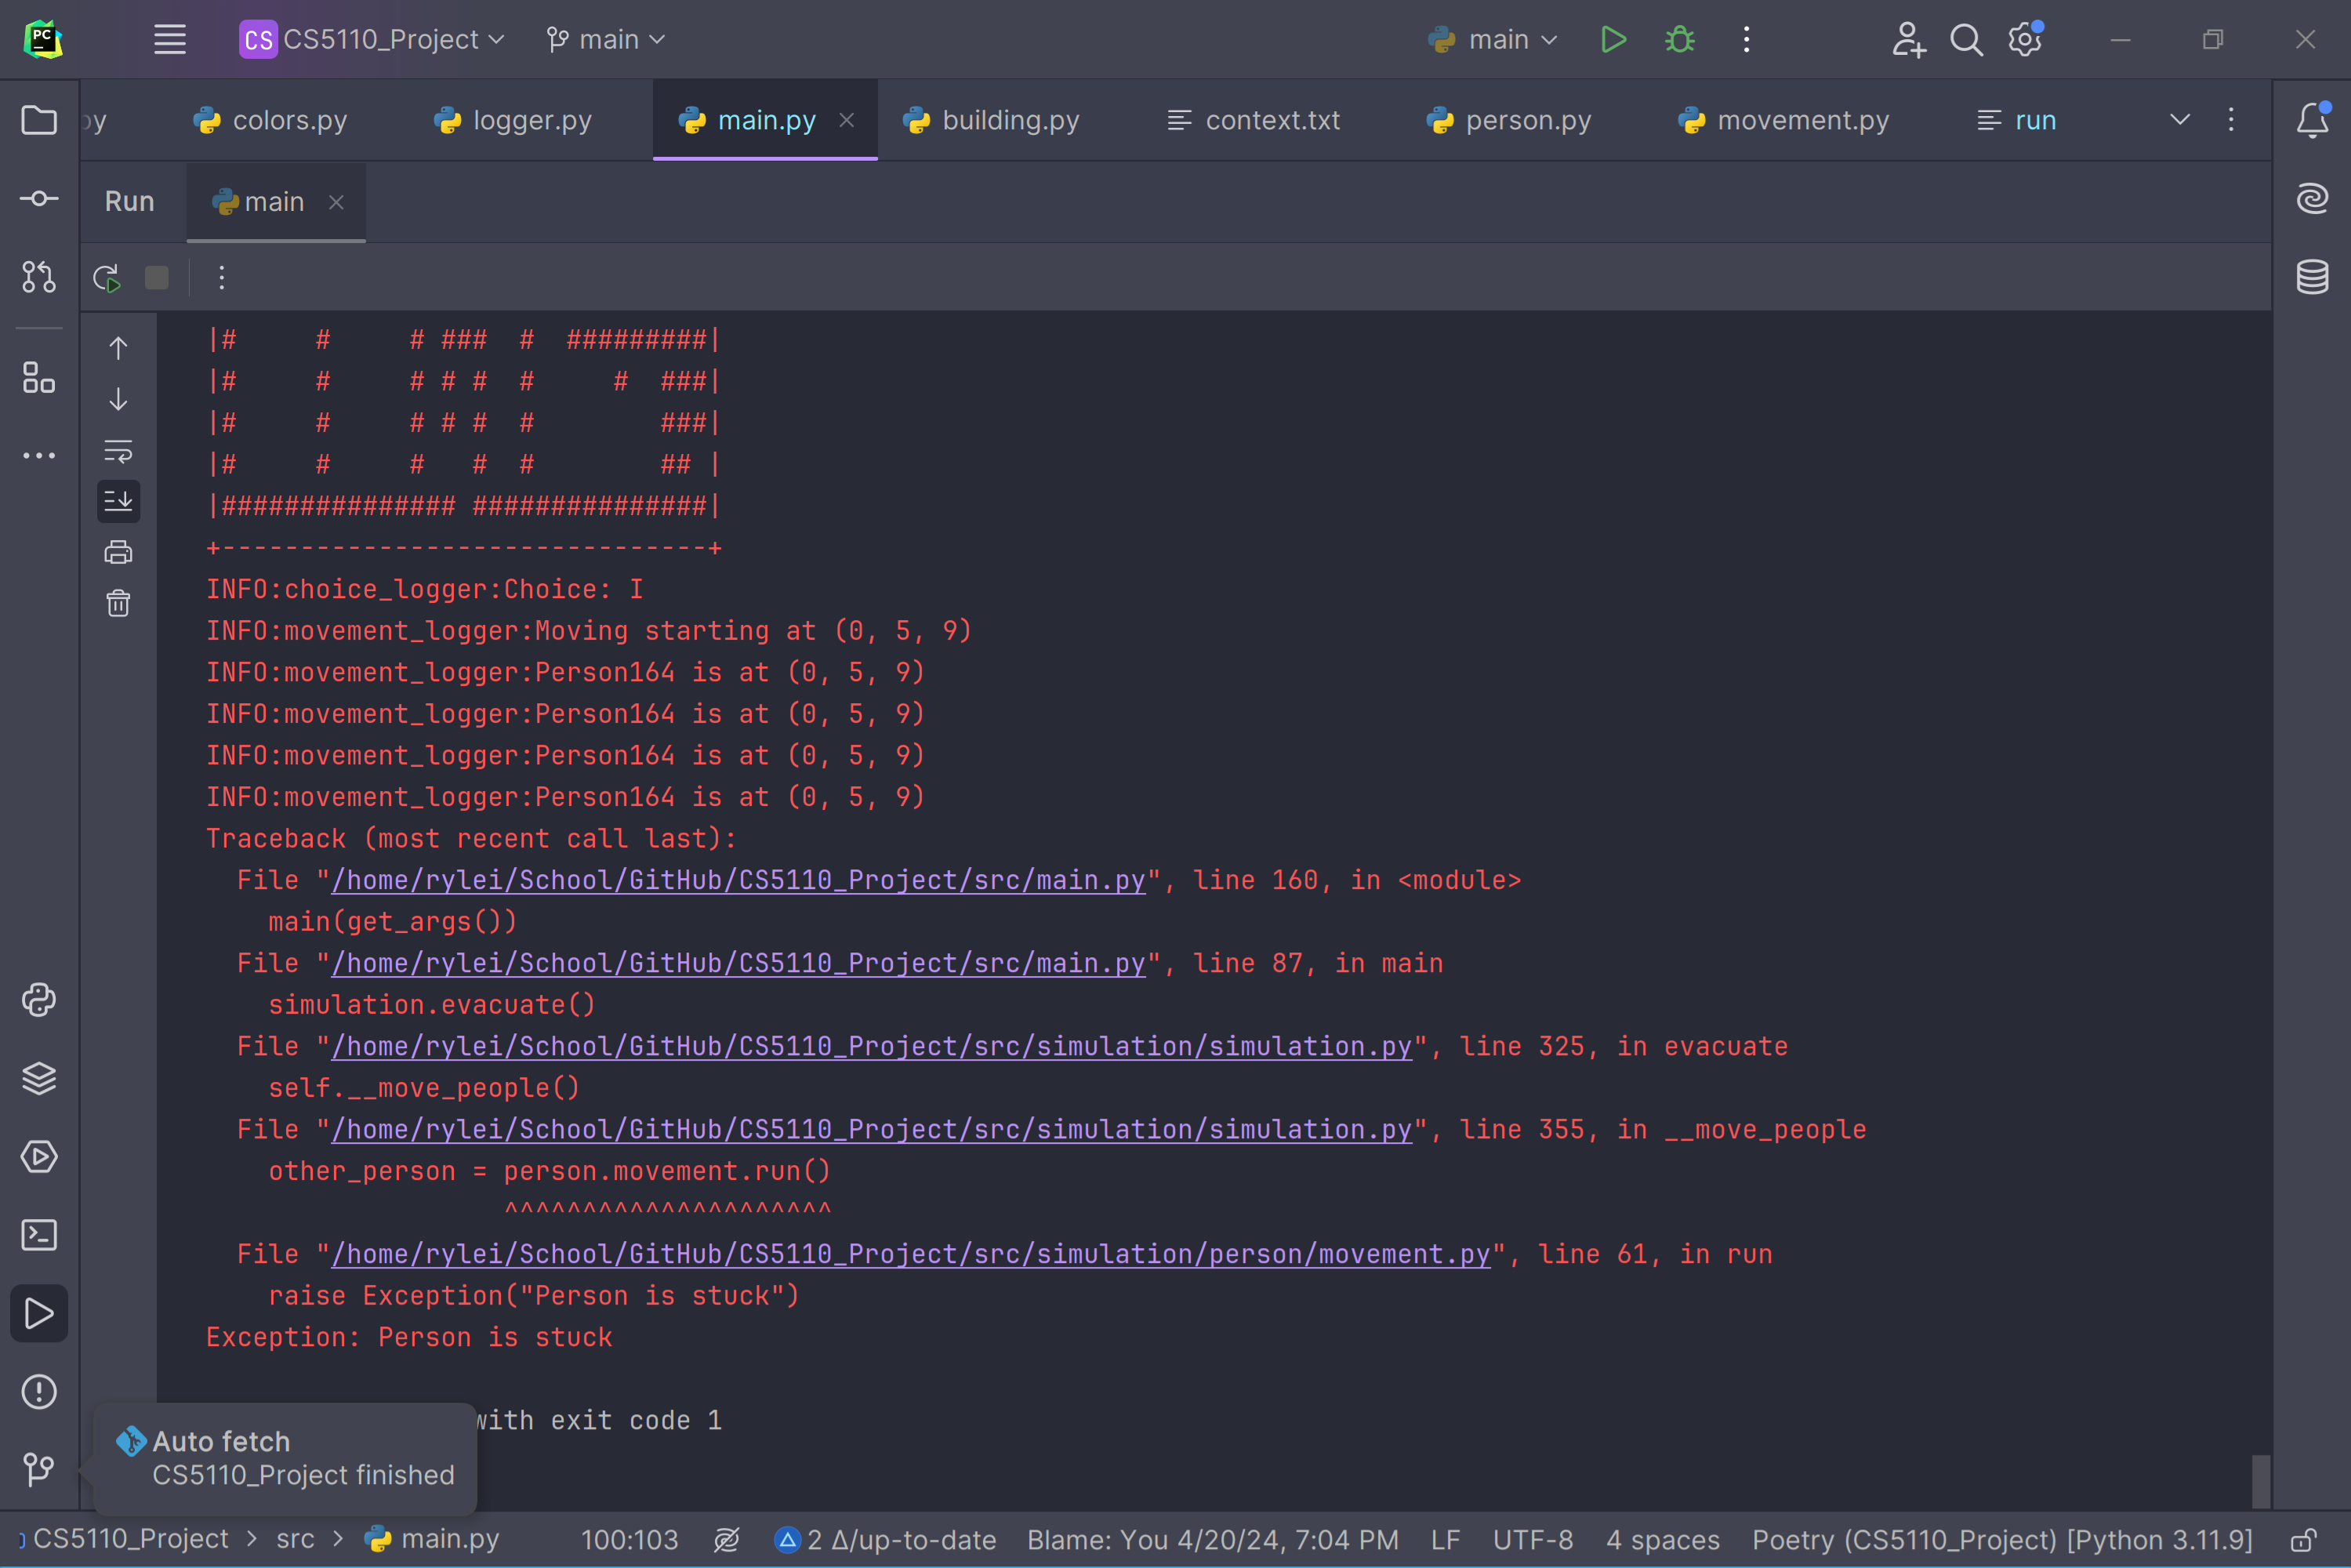 PC
CS CS5110_Project main main
py colors.py logger.py main.py building.py context.txt person.py movement.py run
Run main
|#     #     # ###  #  #########|
|#     #     # # #  #     #  ###|
|#     #     # # #  #        ###|
|#     #     #   #  #        ## |
|############### ###############|
+-------------------------------+
INFO:choice_logger:Choice: I
INFO:movement_logger:Moving starting at (0, 5, 9)
INFO:movement_logger:Person164 is at (0, 5, 9)
INFO:movement_logger:Person164 is at (0, 5, 9)
INFO:movement_logger:Person164 is at (0, 5, 9)
INFO:movement_logger:Person164 is at (0, 5, 9)
Traceback (most recent call last):
  File "/home/rylei/School/GitHub/CS5110_Project/src/main.py", line 160, in <module>
    main(get_args())
  File "/home/rylei/School/GitHub/CS5110_Project/src/main.py", line 87, in main
    simulation.evacuate()
  File "/home/rylei/School/GitHub/CS5110_Project/src/simulation/simulation.py", line 325, in evacuate
    self.__move_people()
  File "/home/rylei/School/GitHub/CS5110_Project/src/simulation/simulation.py", line 355, in __move_people
    other_person = person.movement.run()
                   ^^^^^^^^^^^^^^^^^^^^^
  File "/home/rylei/School/GitHub/CS5110_Project/src/simulation/person/movement.py", line 61, in run
    raise Exception("Person is stuck")
Exception: Person is stuck
with exit code 1
Auto fetch
CS5110_Project finished
CS5110_Project > src > main.py 100:103 2 Δ/up-to-date Blame: You 4/20/24, 7:04 PM LF UTF-8 4 spaces Poetry (CS5110_Project) [Python 3.11.9]